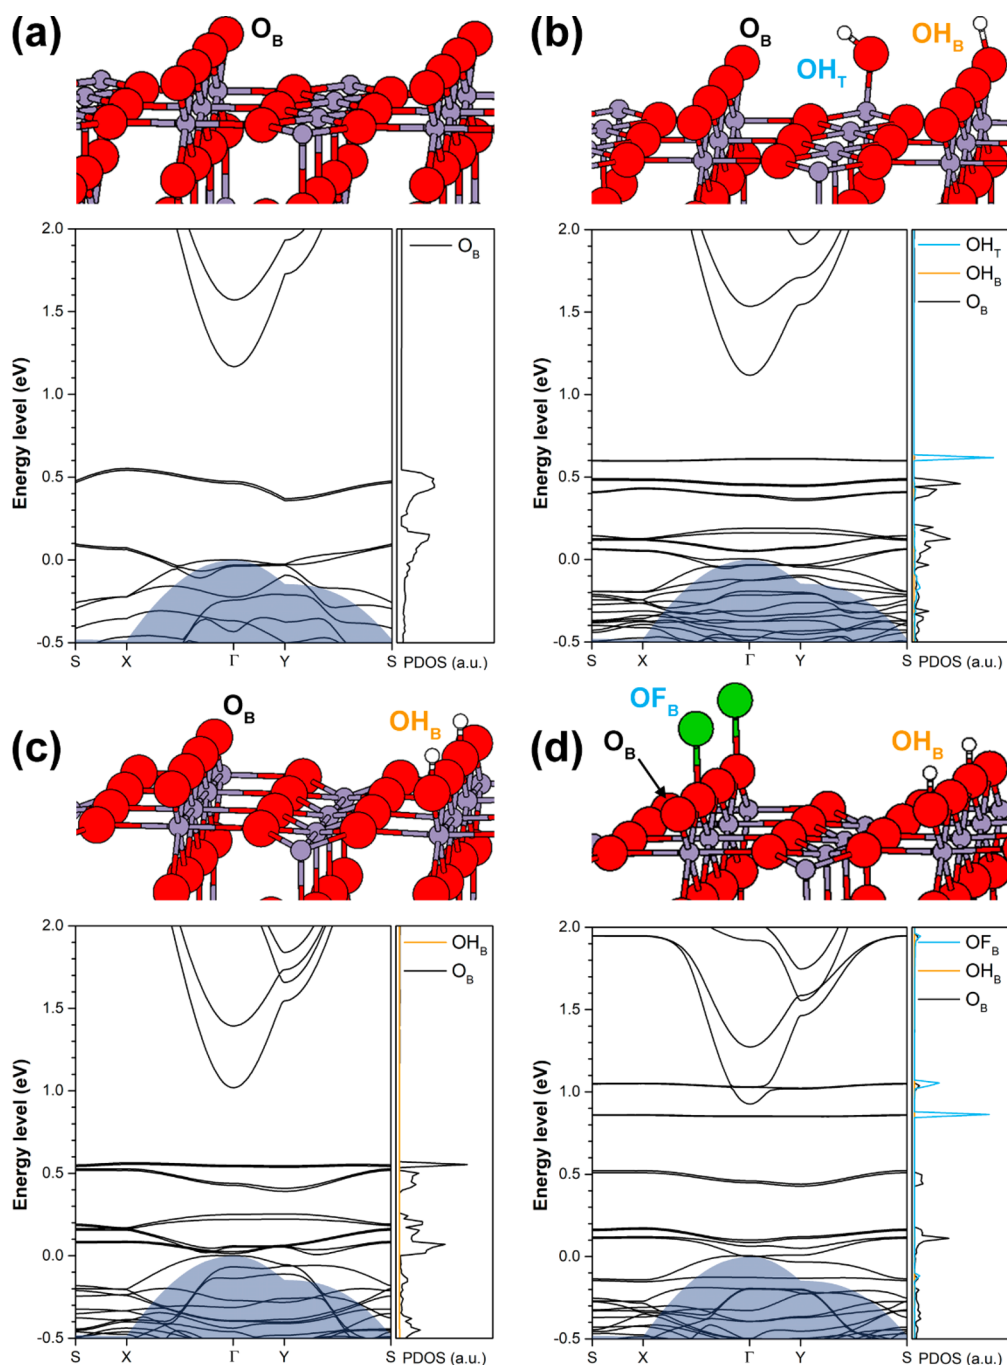 (a)
O_B
(b)
O_B
OH_T
OH_B
Energy level (eV)
2.0
1.5
1.0
0.5
0.0
-0.5
S X Γ Y S
O_B
PDOS (a.u.)
Energy level (eV)
2.0
1.5
1.0
0.5
0.0
-0.5
S X Γ Y S
OH_T
OH_B
O_B
PDOS (a.u.)
(c)
O_B
OH_B
(d)
O_B
OF_B
OH_B
Energy level (eV)
2.0
1.5
1.0
0.5
0.0
-0.5
S X Γ Y S
OH_B
O_B
PDOS (a.u.)
Energy level (eV)
2.0
1.5
1.0
0.5
0.0
-0.5
S X Γ Y S
OF_B
OH_B
O_B
PDOS (a.u.)